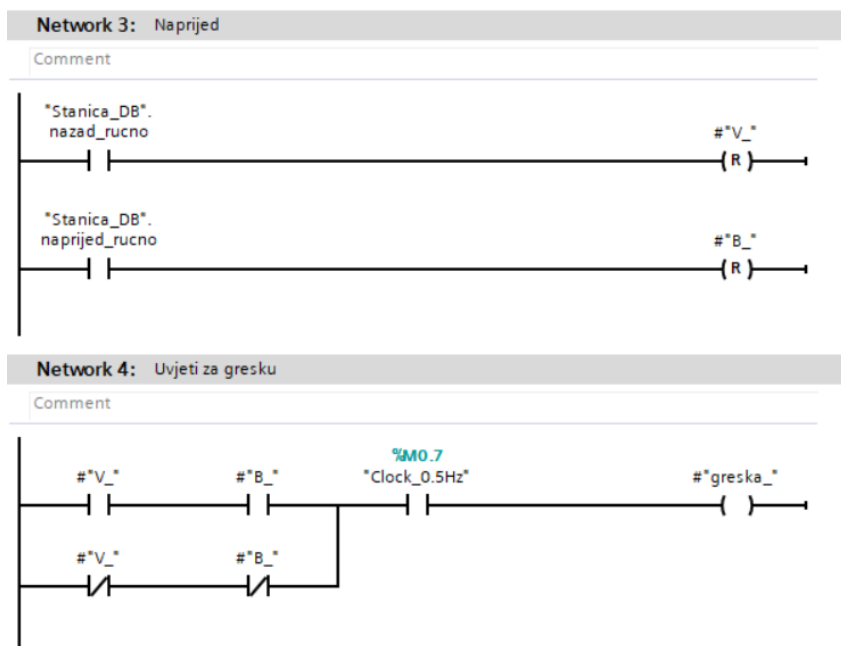 Network 3: Naprijed
Comment
"Stanica_DB".
nazad_rucno
#"V_"
R
"Stanica_DB".
naprijed_rucno
#"B_"
R
Network 4: Uvjeti za gresku
Comment
%M0.7
#"V_" #"B_" "Clock_0.5Hz" #"greska_"
#"V_" #"B_"